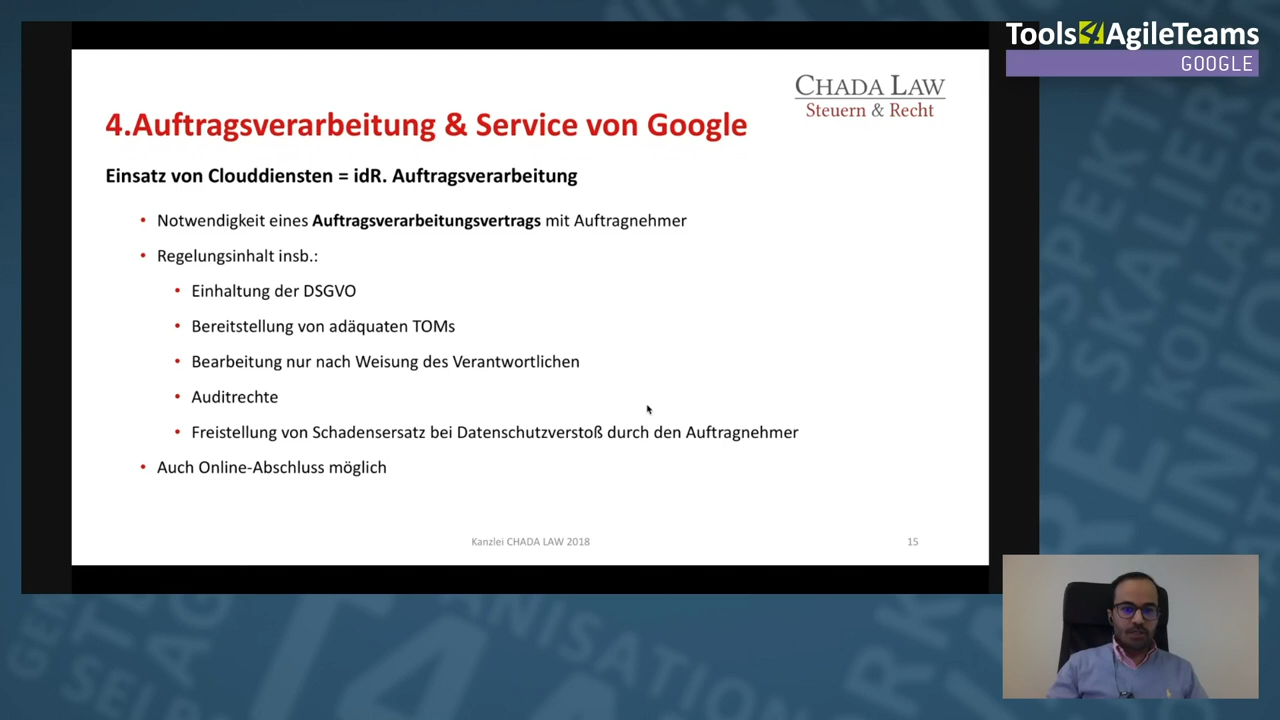 Tools4AgileTeams
GOOGLE
CHADA LAW
Steuern & Recht
4.Auftragsverarbeitung & Service von Google
Einsatz von Clouddiensten = idR. Auftragsverarbeitung
• Notwendigkeit eines Auftragsverarbeitungsvertrags mit Auftragnehmer
• Regelungsinhalt insb.:
• Einhaltung der DSGVO
• Bereitstellung von adäquaten TOMs
• Bearbeitung nur nach Weisung des Verantwortlichen
• Auditrechte
• Freistellung von Schadensersatz bei Datenschutzverstoß durch den Auftragnehmer
• Auch Online-Abschluss möglich
Kanzlei CHADA LAW 2018
15